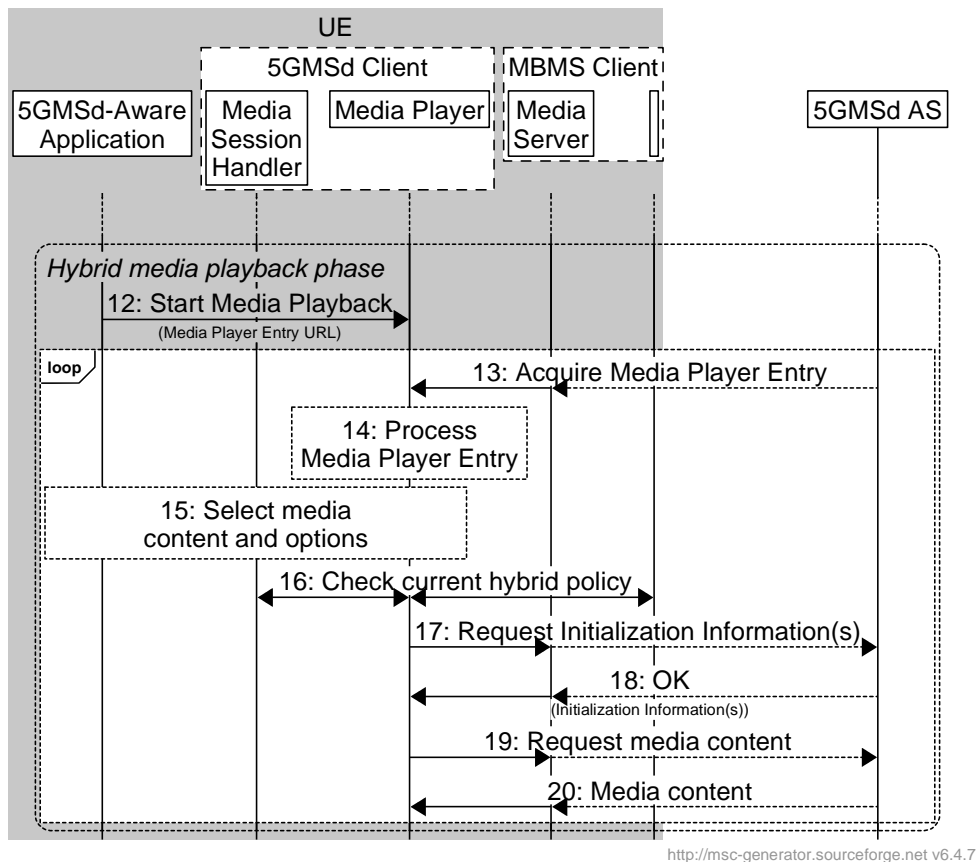 UE
5GMSd Client
MBMS Client
5GMSd-Aware
Application
Media
Session
Handler
Media Player
Media
Server
5GMSd AS
Hybrid media playback phase
12: Start Media Playback
(Media Player Entry URL)
loop
13: Acquire Media Player Entry
14: Process
Media Player Entry
15: Select media
content and options
16: Check current hybrid policy
17: Request Initialization Information(s)
18: OK
(Initialization Information(s))
19: Request media content
20: Media content
http://msc-generator.sourceforge.net v6.4.7